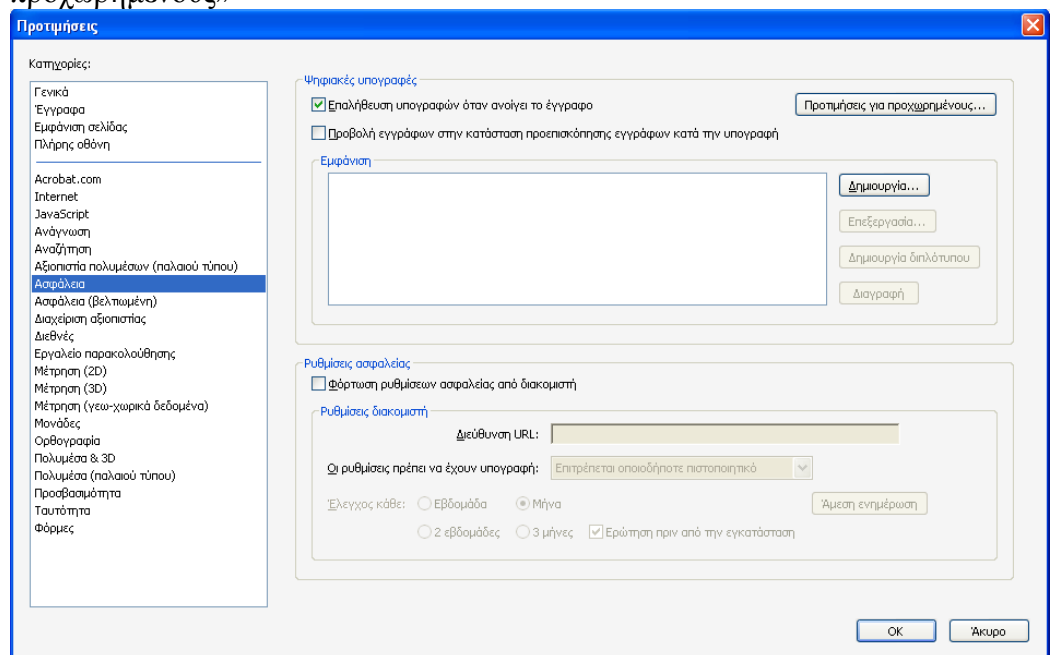 προχωρημένους»
Προτιμήσεις
Κατηγορίες:
Γενικά
Έγγραφα
Εμφάνιση σελίδας
Πλήρης οθόνη
Acrobat.com
Internet
JavaScript
Ανάγνωση
Αναζήτηση
Αξιοπιστία πολυμέσων (παλαιού τύπου)
Ασφάλεια
Ασφάλεια (βελτιωμένη)
Διαχείριση αξιοπιστίας
Διεθνές
Εργαλείο παρακολούθησης
Μέτρηση (2D)
Μέτρηση (3D)
Μέτρηση (γεω-χωρικά δεδομένα)
Μονάδες
Ορθογραφία
Πολυμέσα & 3D
Πολυμέσα (παλαιού τύπου)
Προσβασιμότητα
Ταυτότητα
Φόρμες
Ψηφιακές υπογραφές
Επαλήθευση υπογραφών όταν ανοίγει το έγγραφο Προτιμήσεις για προχωρημένους...
Προβολή εγγράφων στην κατάσταση προεπισκόπησης εγγράφων κατά την υπογραφή
Εμφάνιση
Δημιουργία...
Επεξεργασία...
Δημιουργία διπλότυπου
Διαγραφή
Ρυθμίσεις ασφαλείας
Φόρτωση ρυθμίσεων ασφαλείας από διακομιστή
Ρυθμίσεις διακομιστή
Διεύθυνση URL:
Οι ρυθμίσεις πρέπει να έχουν υπογραφή: Επιτρέπεται οποιοδήποτε πιστοποιητικό
Έλεγχος κάθε: Εβδομάδα Μήνα Άμεση ενημέρωση
2 εβδομάδες 3 μήνες Ερώτηση πριν από την εγκατάσταση
OK Άκυρο